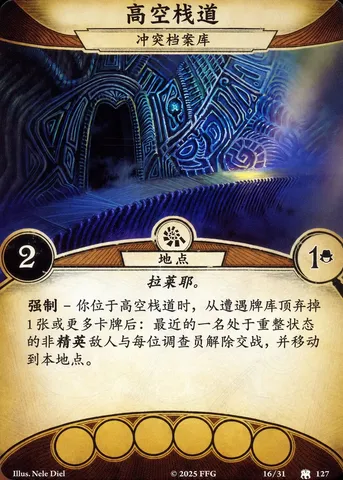 高空栈道
冲突档案库
2
1
地点
拉莱耶。
强制 – 你位于高空栈道时，从遭遇牌库顶弃掉
1张或更多卡牌后：最近的一名处于重整状态
的非精英敌人与每位调查员解除交战，并移动
到本地点。
Illus. Nele Diel © 2025 FFG 16/31 127